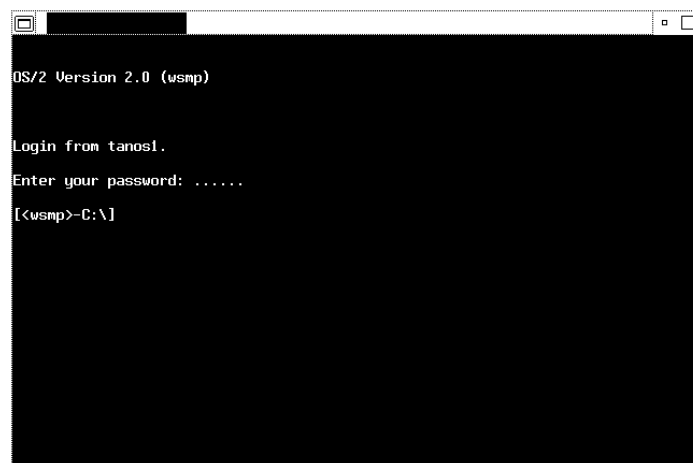 OS/2 Version 2.0 (wsmp)
Login from tanos1.
Enter your password: ......
[<wsmp>-C:\]